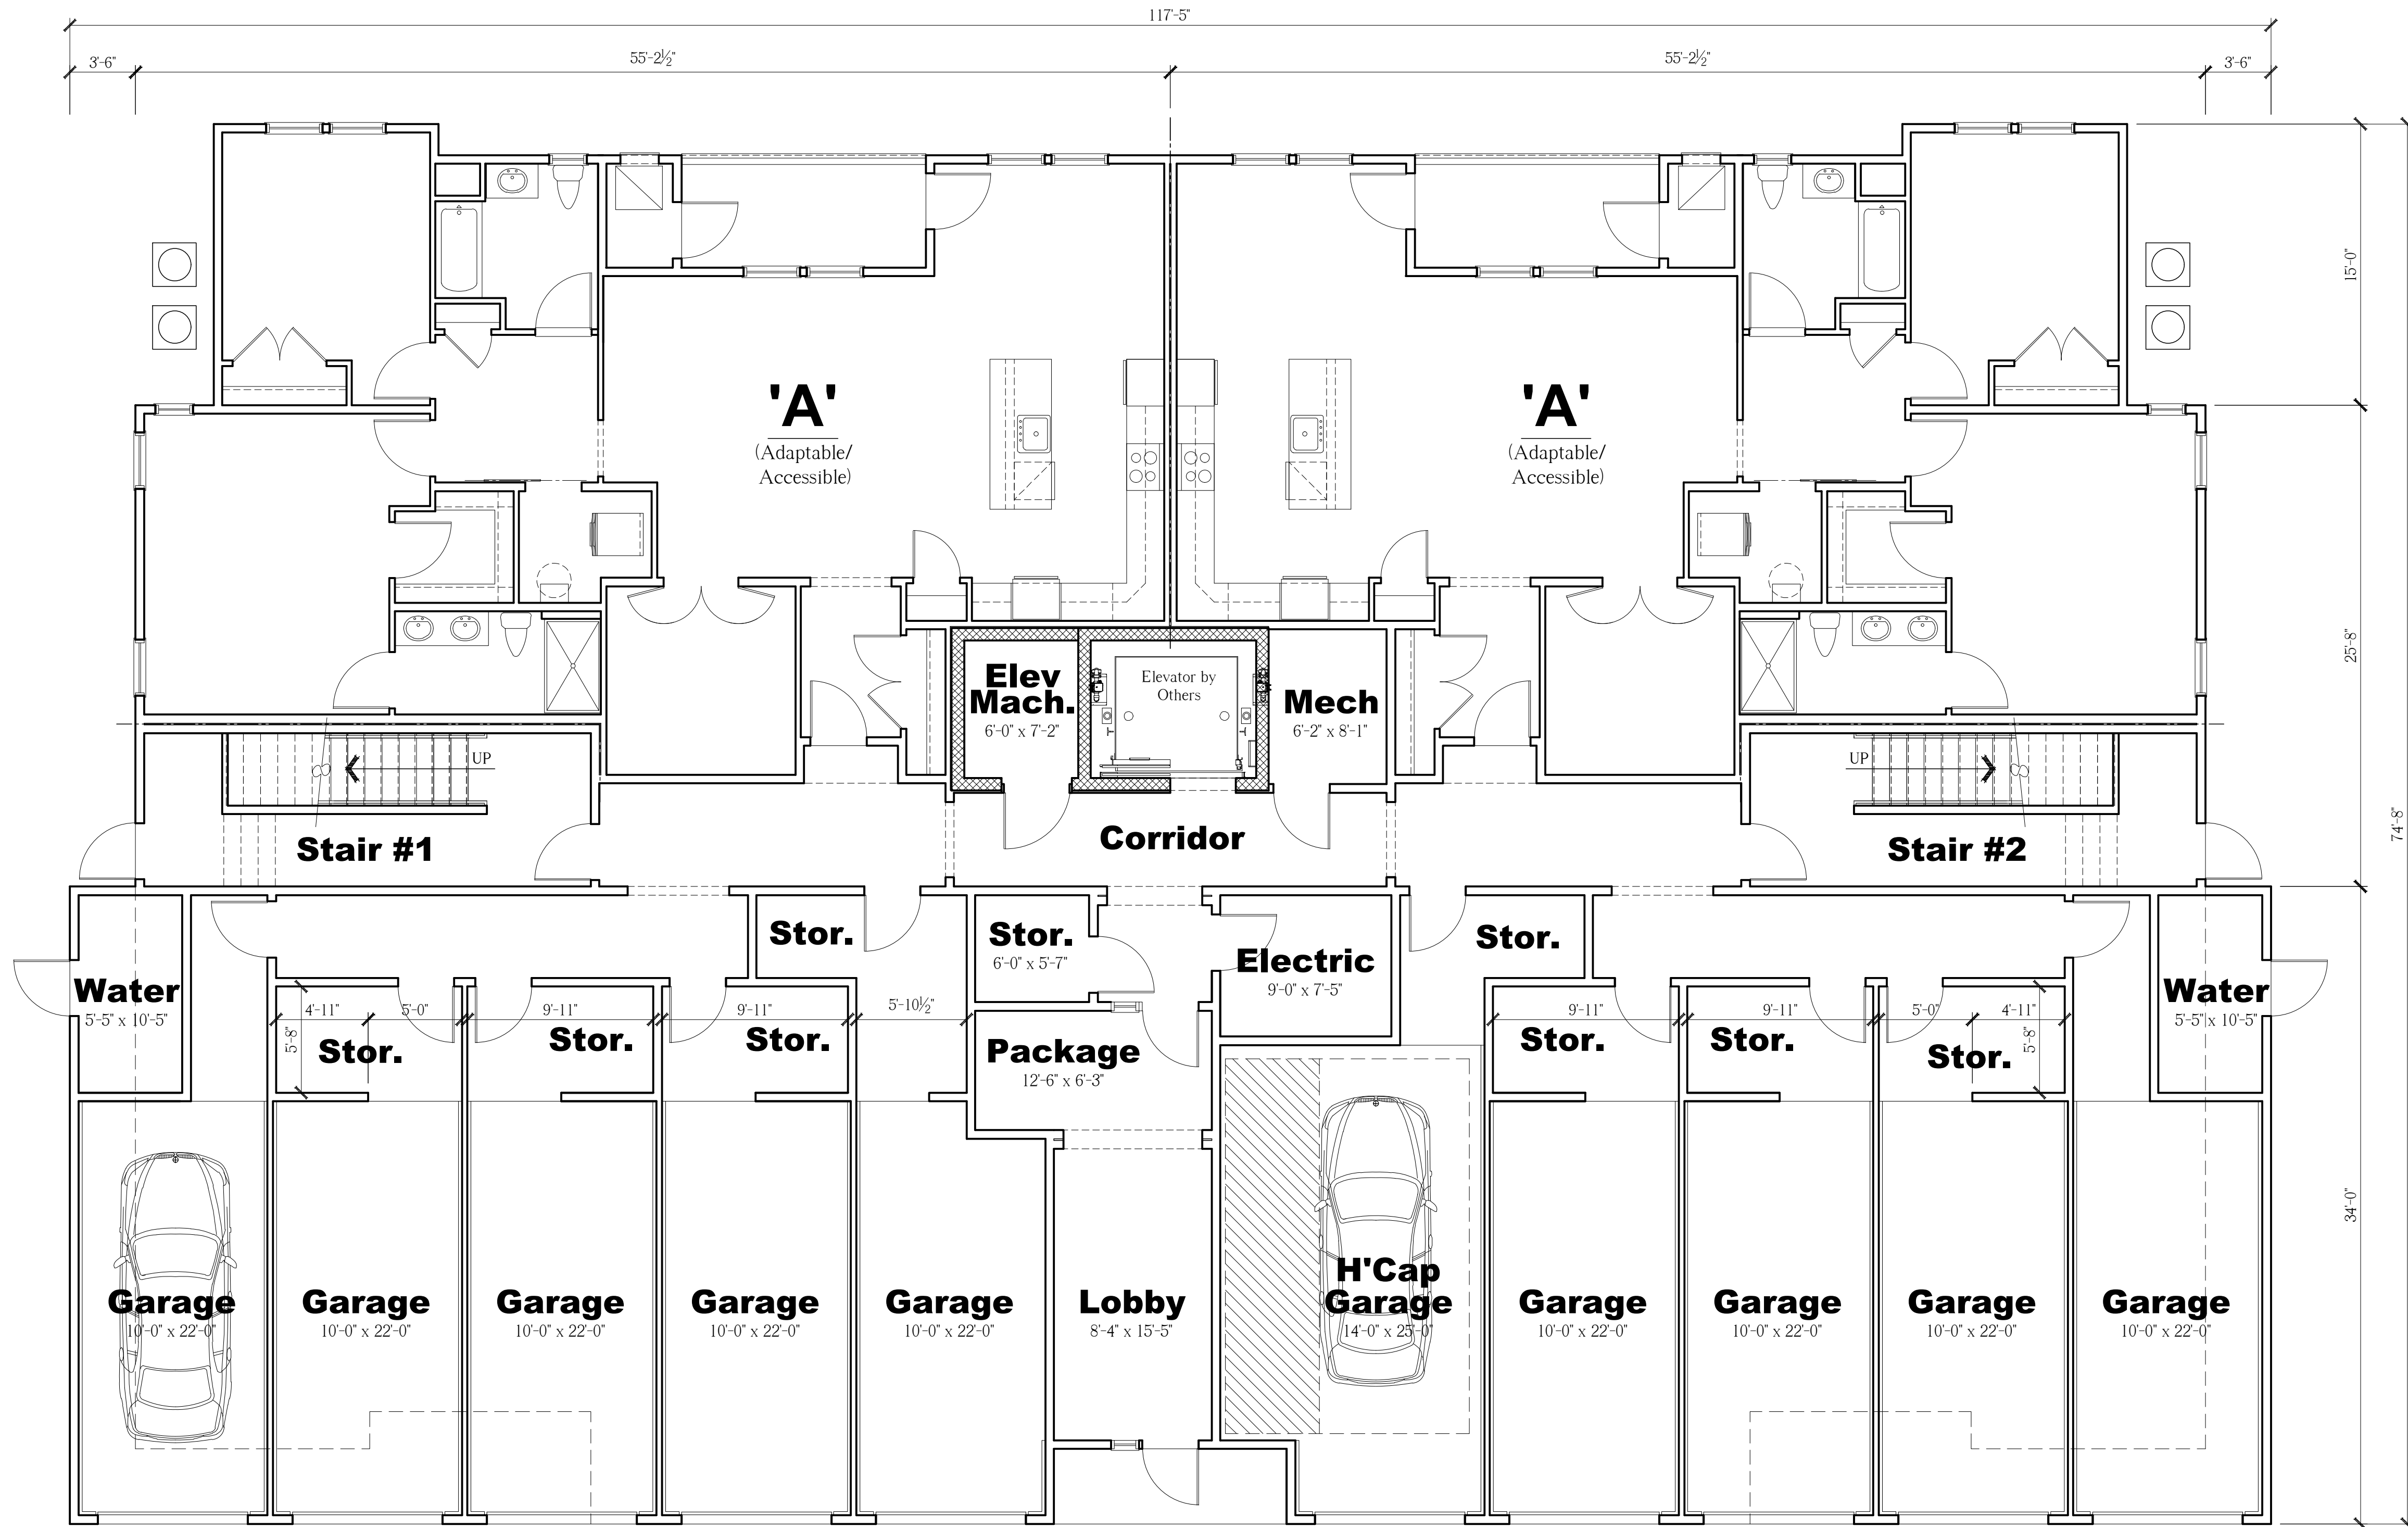 117'-5"
3'-6"
55'-2½"
55'-2½"
3'-6"
15'-0"
'A'
(Adaptable/
Accessible)
'A'
(Adaptable/
Accessible)
25'-8"
Elev
Mach.
6'-0" x 7'-2"
Elevator by
Others
Mech
6'-2" x 8'-1"
UP
UP
74'-8"
Stair #1
Corridor
Stair #2
Stor.
Stor.
6'-0" x 5'-7"
Electric
9'-0" x 7'-5"
Stor.
Water
5'-5" x 10'-5"
Water
5'-5" x 10'-5"
4'-11"
5'-0"
9'-11"
9'-11"
5'-10½"
9'-11"
9'-11"
5'-0"
4'-11"
5'-8"
Stor.
Stor.
Stor.
Package
12'-6" x 6'-3"
Stor.
Stor.
Stor.
5'-8"
34'-0"
Garage
10'-0" x 22'-0"
Garage
10'-0" x 22'-0"
Garage
10'-0" x 22'-0"
Garage
10'-0" x 22'-0"
Garage
10'-0" x 22'-0"
Lobby
8'-4" x 15'-5"
H'Cap
Garage
14'-0" x 25'-0"
Garage
10'-0" x 22'-0"
Garage
10'-0" x 22'-0"
Garage
10'-0" x 22'-0"
Garage
10'-0" x 22'-0"